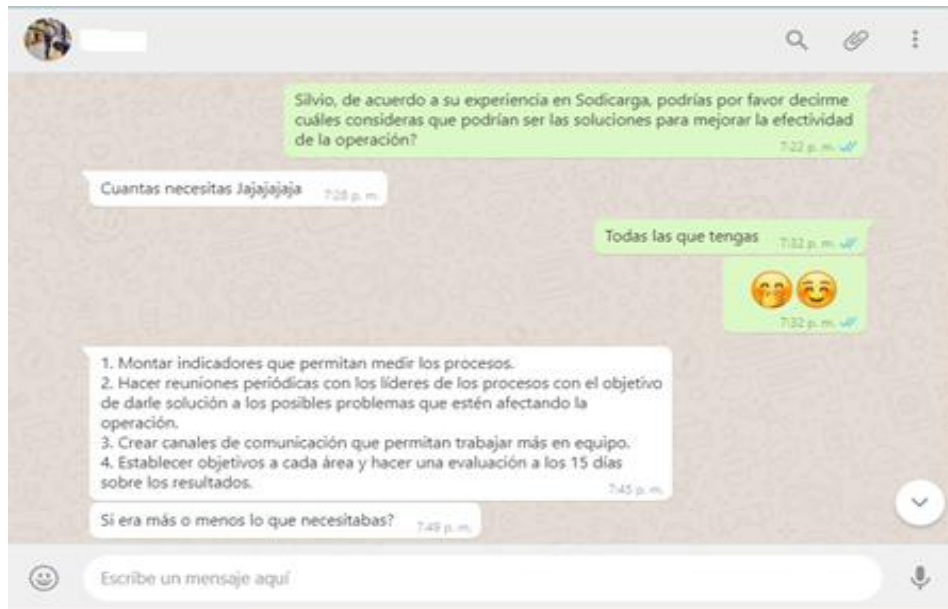 Silvio, de acuerdo a su experiencia en Sodicarga, podrías por favor decirme
cuáles consideras que podrían ser las soluciones para mejorar la efectividad
de la operación?
7:22 p. m.
Cuantas necesitas Jajajajaja
7:28 p. m.
Todas las que tengas
7:32 p. m.
7:32 p. m.
1. Montar indicadores que permitan medir los procesos.
2. Hacer reuniones periódicas con los líderes de los procesos con el objetivo
de darle solución a los posibles problemas que estén afectando la
operación.
3. Crear canales de comunicación que permitan trabajar más en equipo.
4. Establecer objetivos a cada área y hacer una evaluación a los 15 días
sobre los resultados.
7:45 p. m.
Si era más o menos lo que necesitabas?
7:49 p. m.
Escribe un mensaje aquí